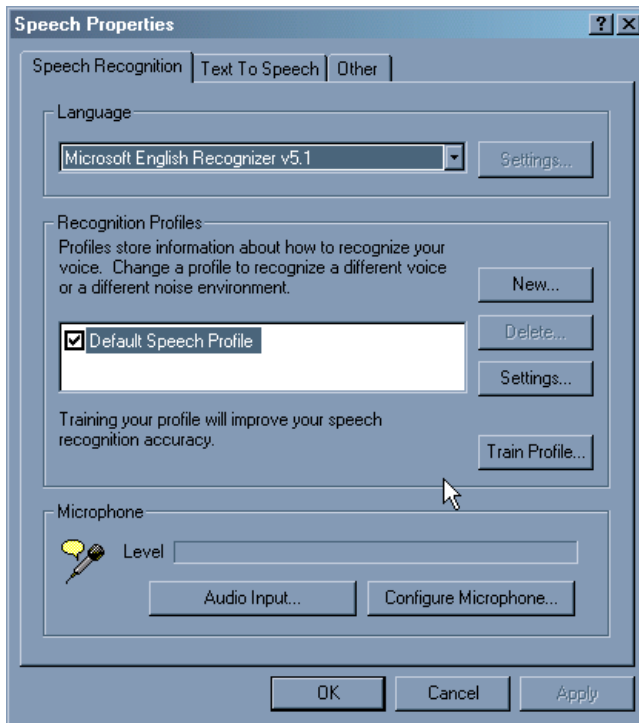 Speech Properties
Speech Recognition Text To Speech Other
Language
Microsoft English Recognizer v5.1
Settings...
Recognition Profiles
Profiles store information about how to recognize your
voice. Change a profile to recognize a different voice
or a different noise environment.
New...
Default Speech Profile
Delete...
Settings...
Training your profile will improve your speech
recognition accuracy.
Train Profile...
Microphone
Level
Audio Input... Configure Microphone...
OK Cancel Apply